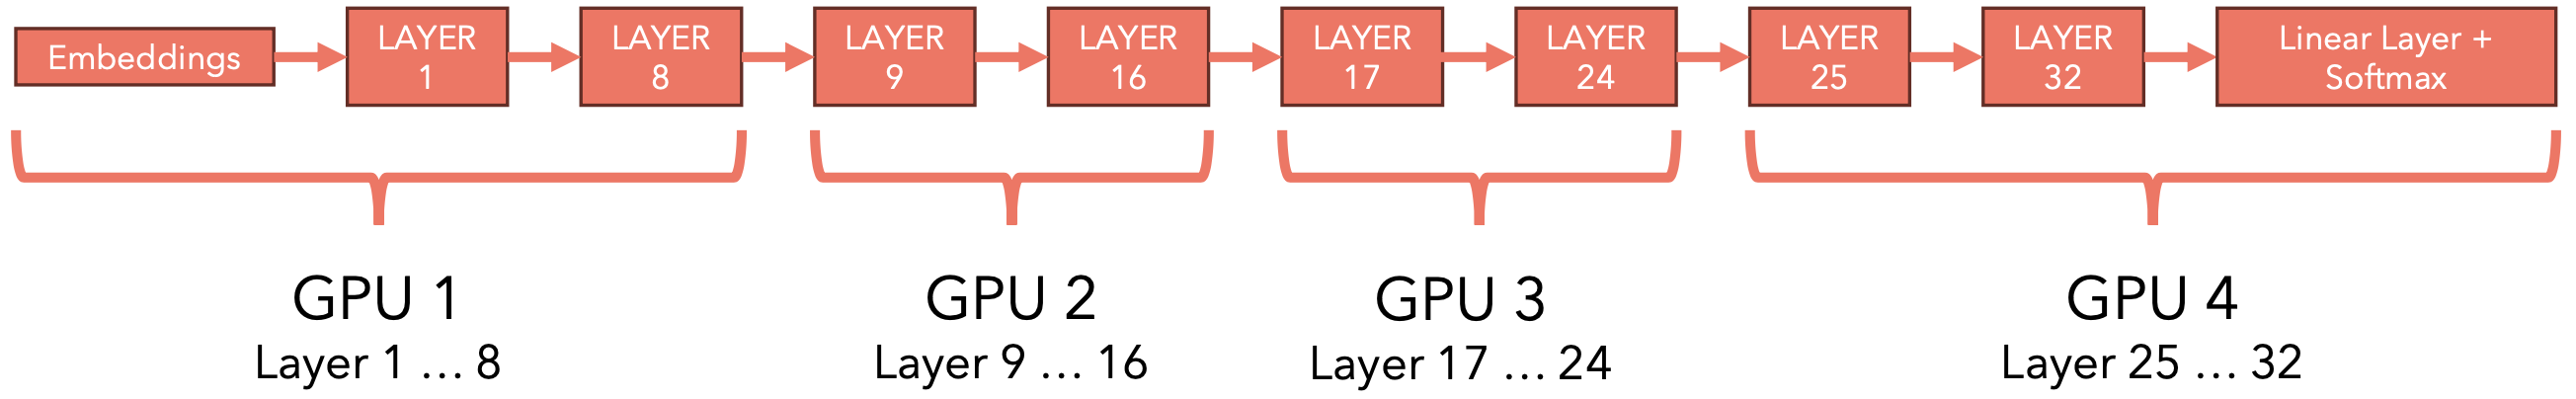 Embeddings
LAYER
1
LAYER
8
LAYER
9
LAYER
16
LAYER
17
LAYER
24
LAYER
25
LAYER
32
Linear Layer +
Softmax
GPU 1
Layer 1 … 8
GPU 2
Layer 9 … 16
GPU 3
Layer 17 … 24
GPU 4
Layer 25 … 32